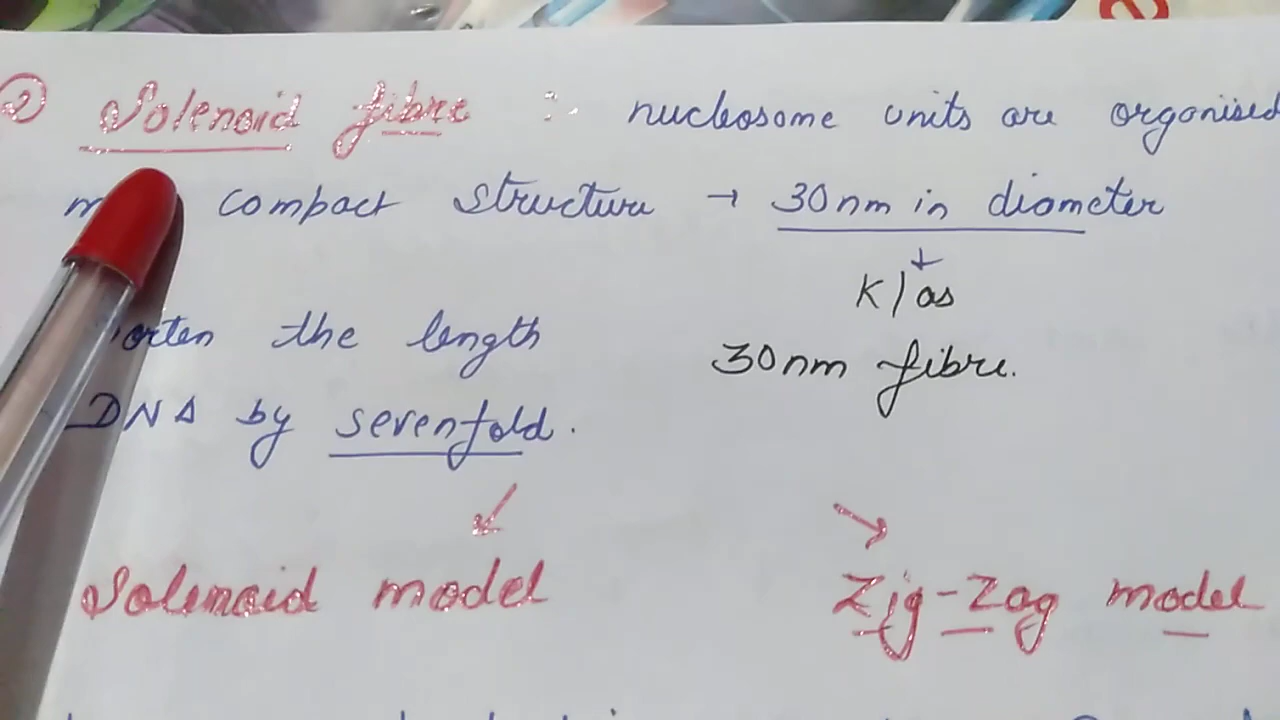 ② Solenoid fibre :- nucleosome units are organised
compact structure → 30nm in diameter
K/as
the length
30nm fibre.
DNA by sevenfold.
Solenoid model
Zig-Zag model